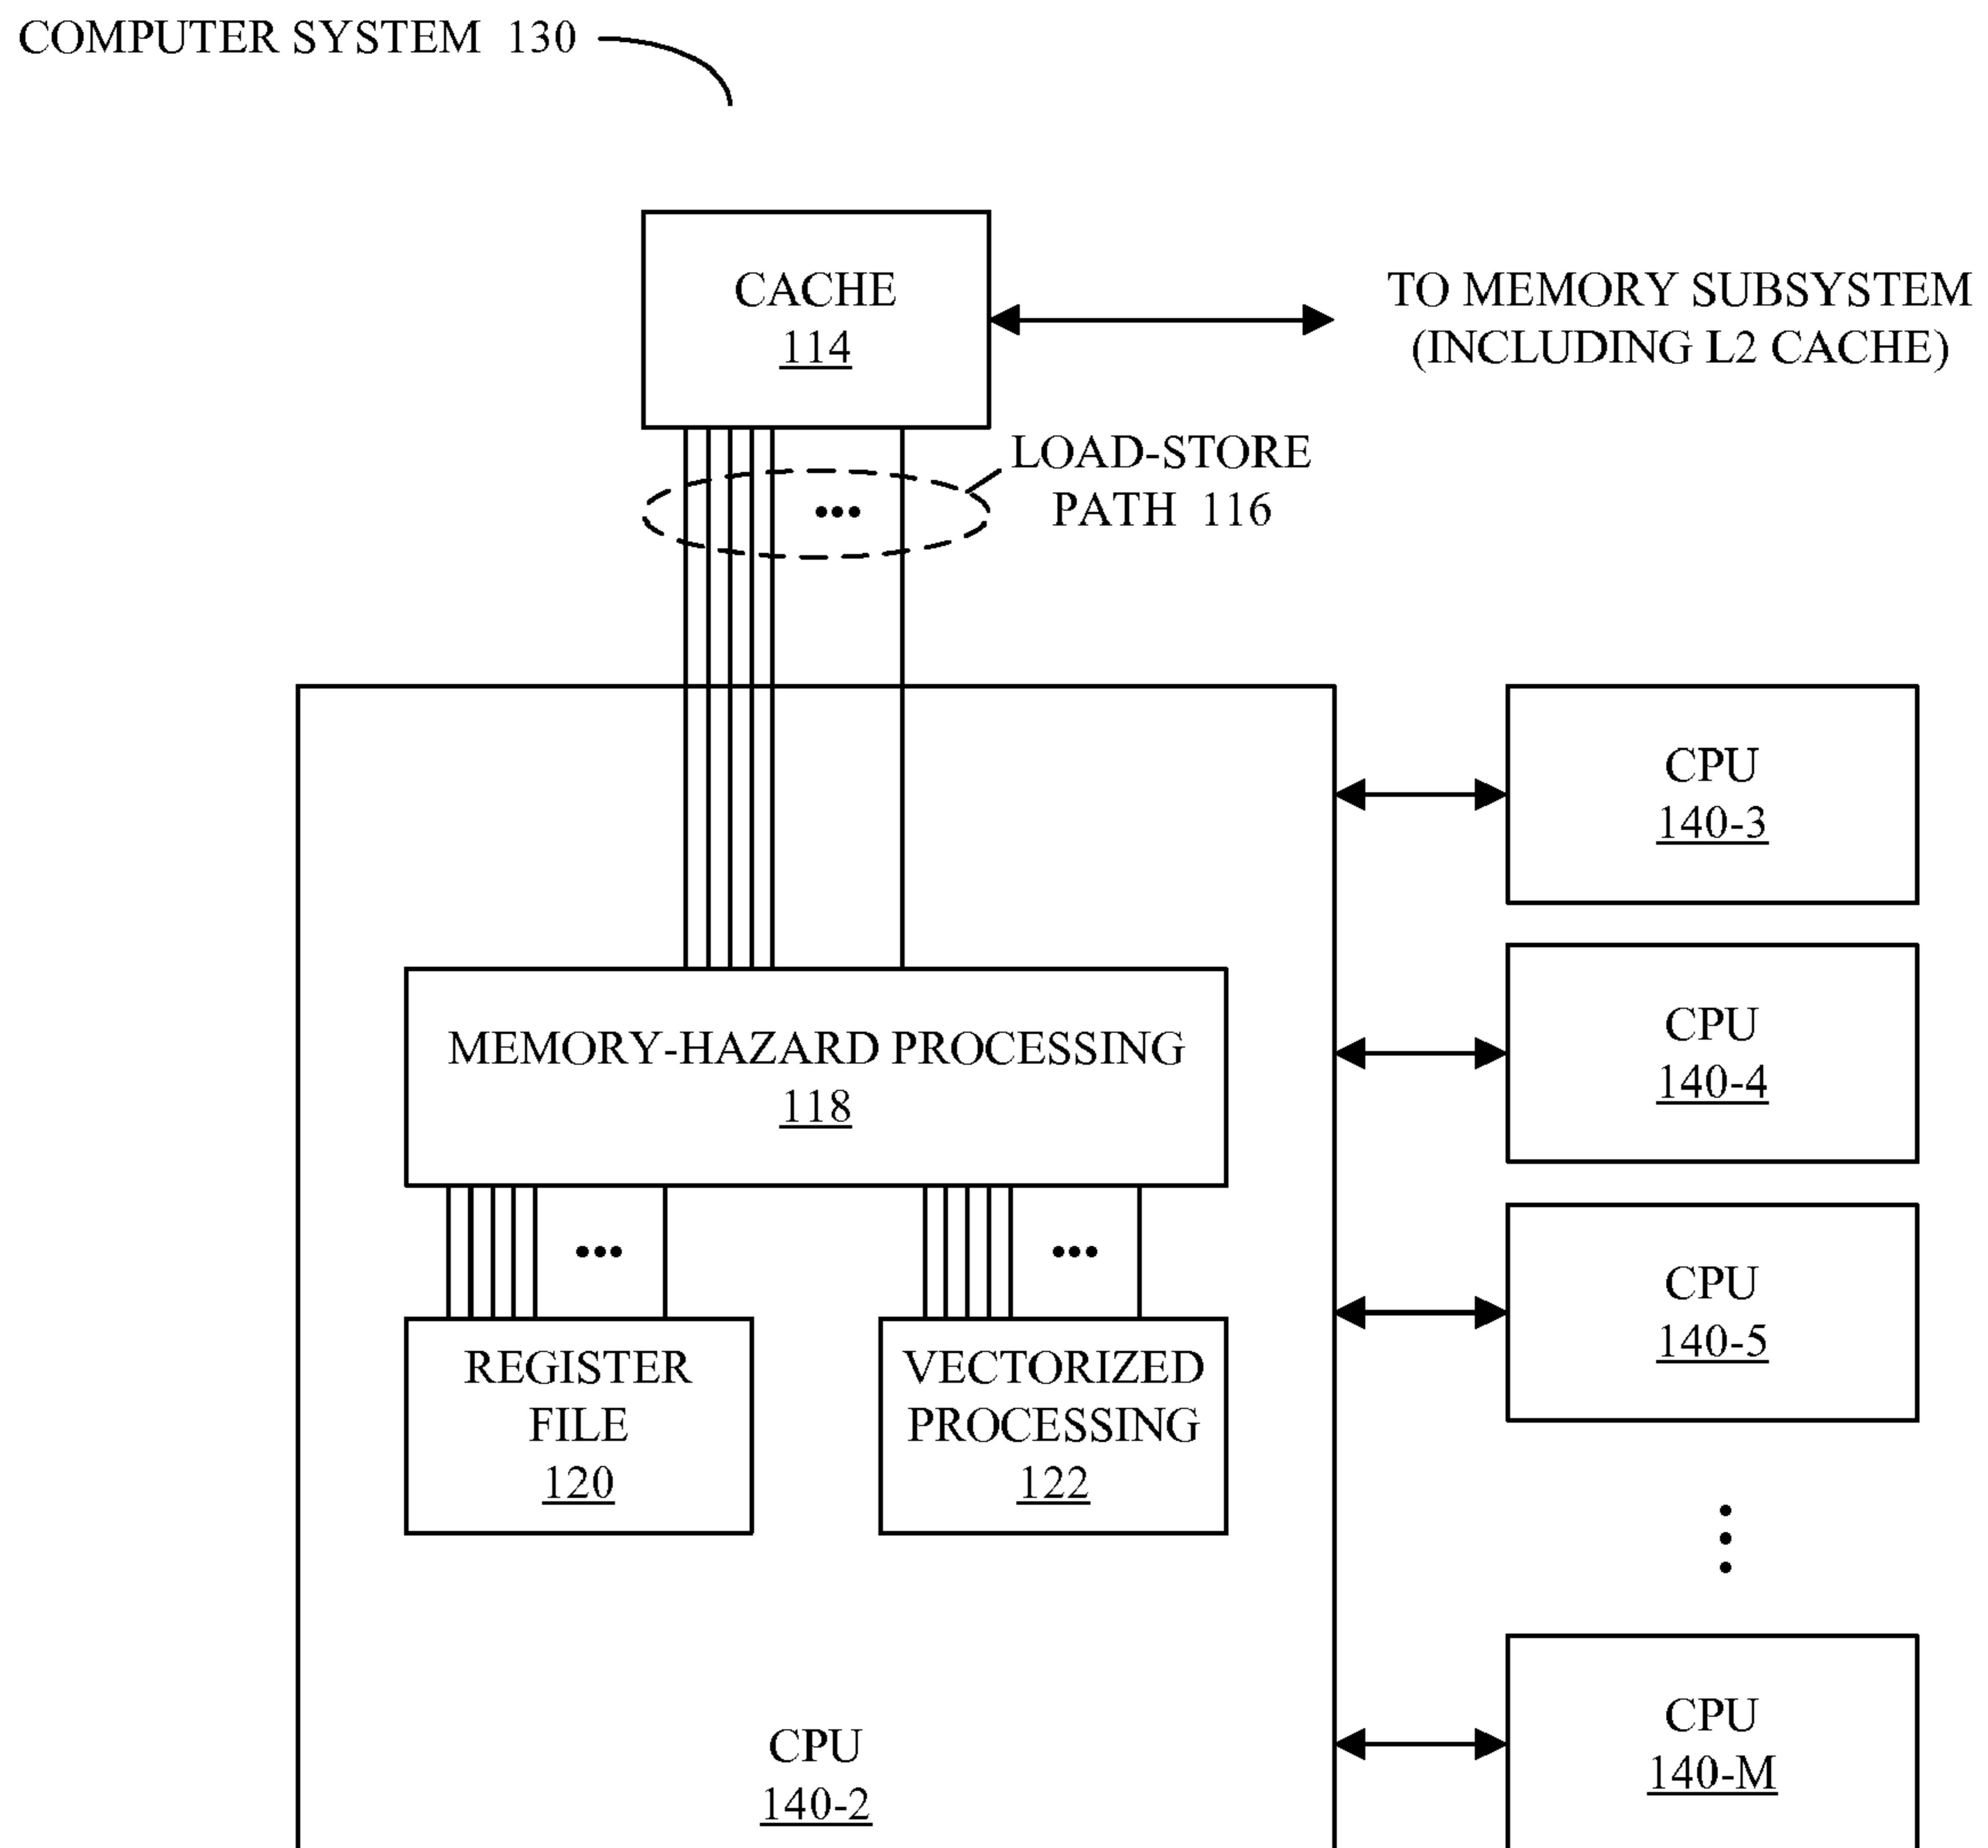 COMPUTER SYSTEM 130
CACHE
114
TO MEMORY SUBSYSTEM
(INCLUDING L2 CACHE)
LOAD-STORE
PATH 116
MEMORY-HAZARD PROCESSING
118
REGISTER
FILE
120
VECTORIZED
PROCESSING
122
CPU
140-2
CPU
140-3
CPU
140-4
CPU
140-5
CPU
140-M